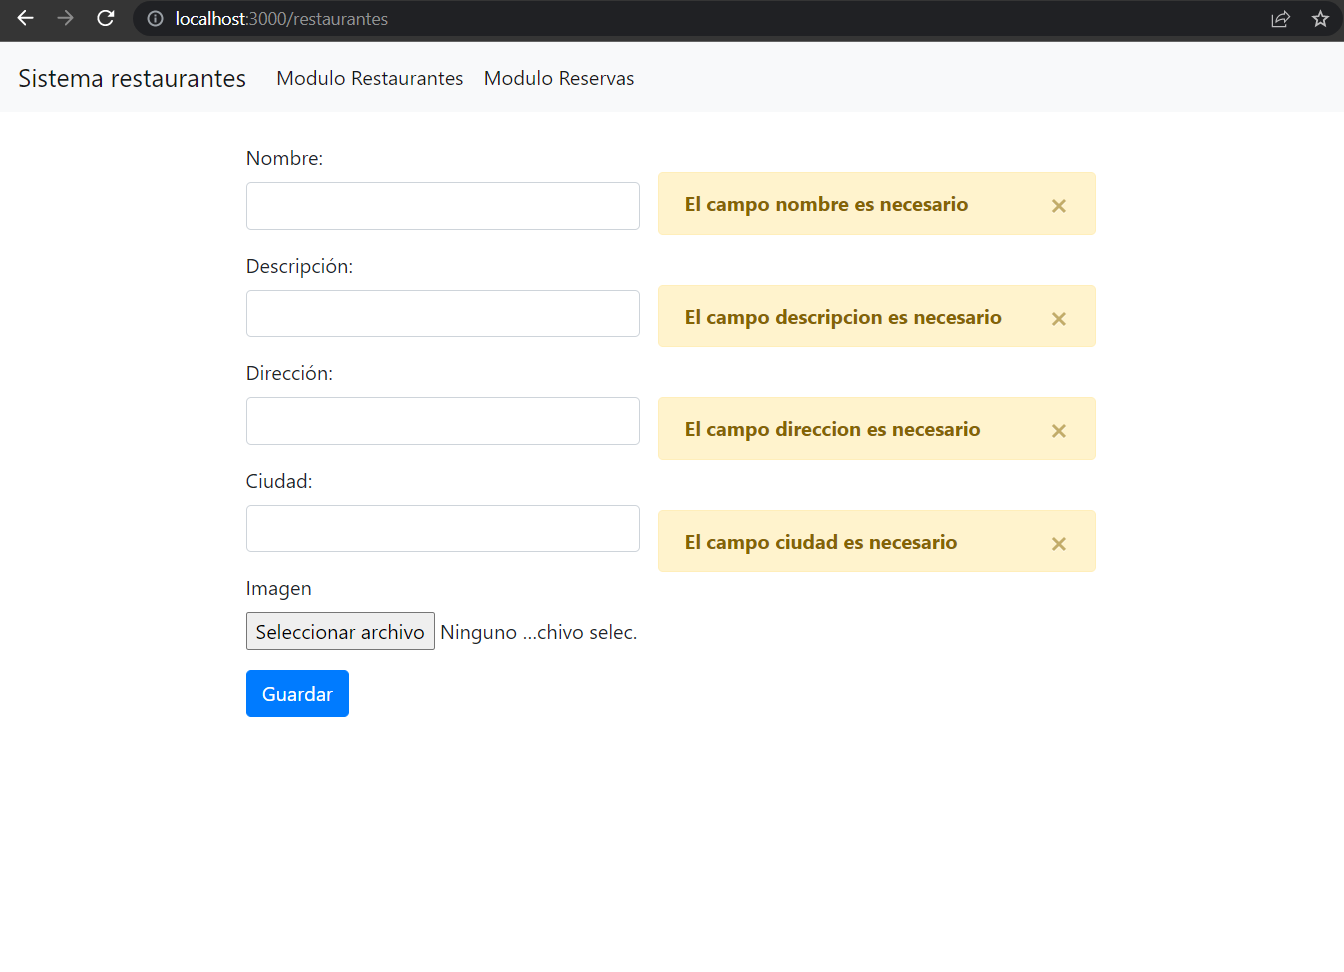 localhost:3000/restaurantes
Sistema restaurantes Modulo Restaurantes Modulo Reservas
Nombre:
El campo nombre es necesario ×
Descripción:
El campo descripcion es necesario ×
Dirección:
El campo direccion es necesario ×
Ciudad:
El campo ciudad es necesario ×
Imagen
Seleccionar archivo Ninguno ...chivo selec.
Guardar